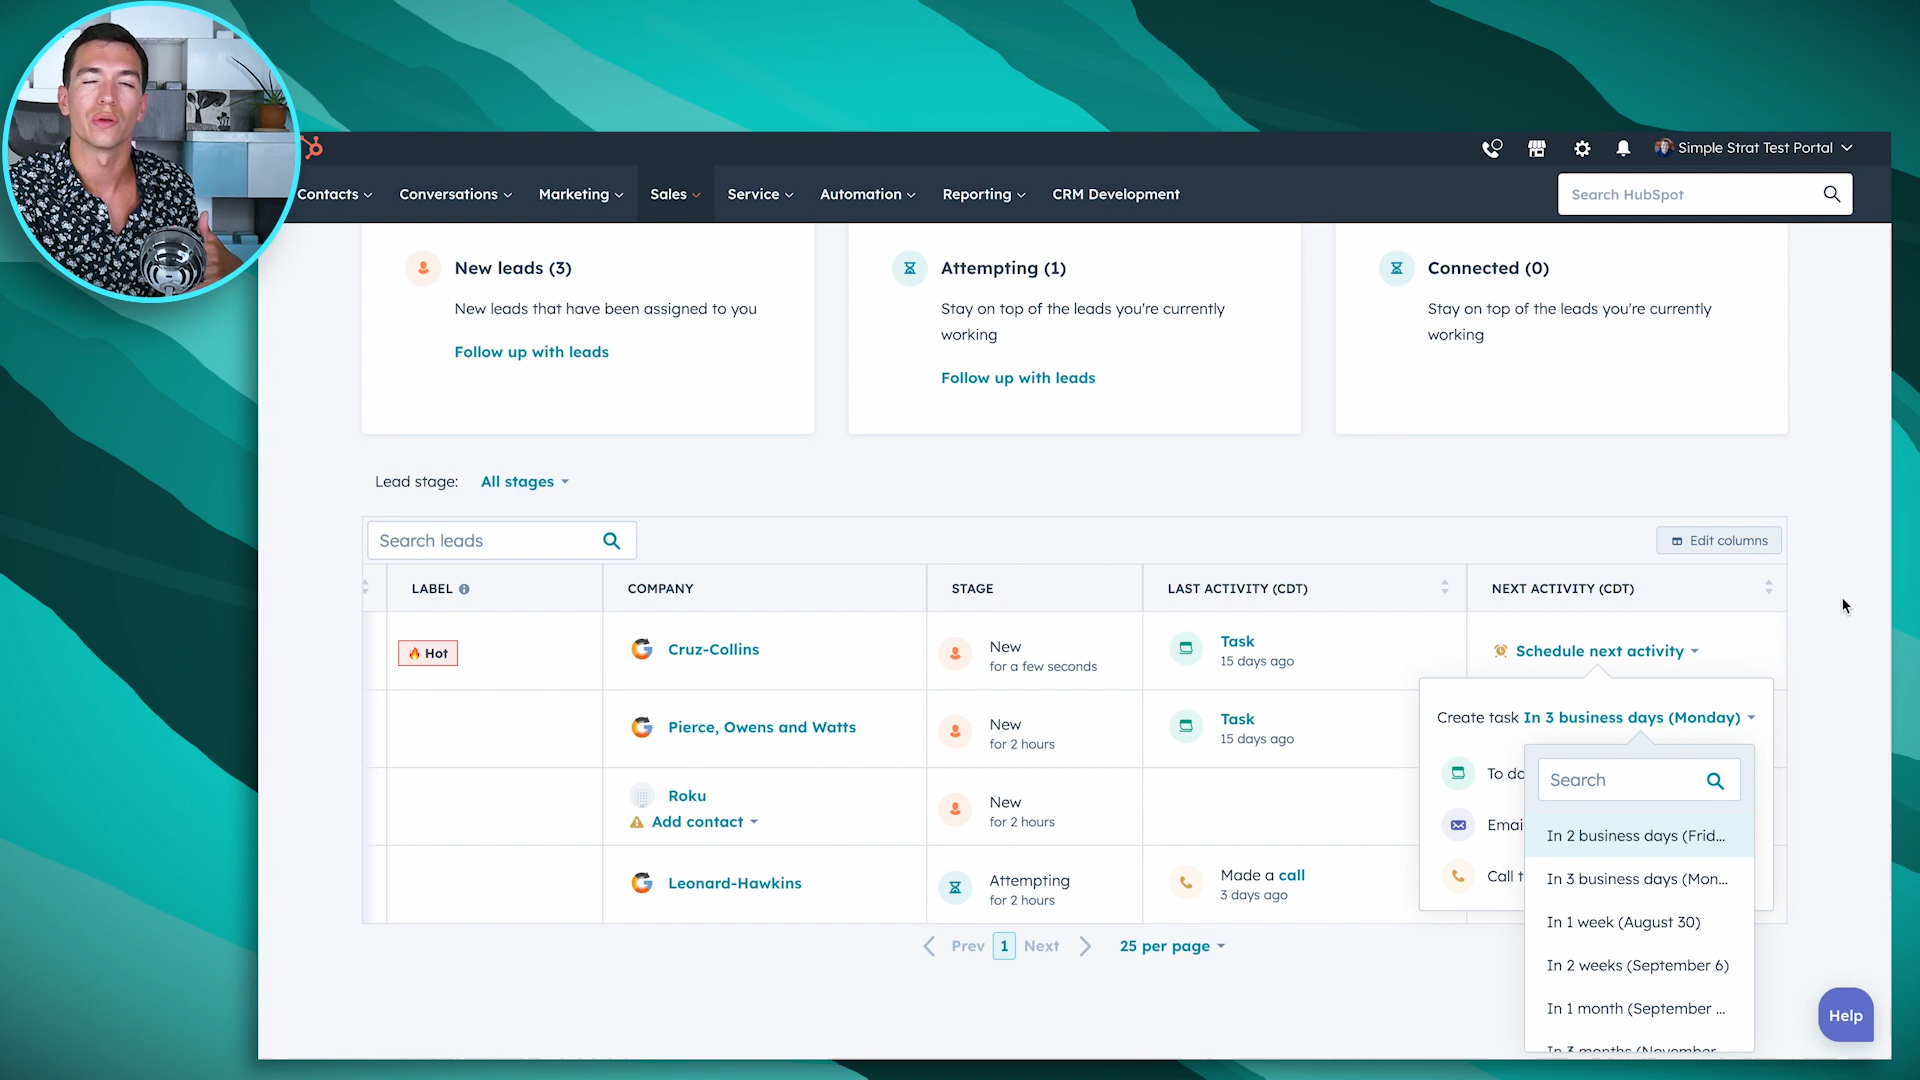 Simple Strat Test Portal
Contacts
Conversations
Marketing
Sales
Service
Automation
Reporting
CRM Development
Search HubSpot
New leads (3)
New leads that have been assigned to you
Follow up with leads
Attempting (1)
Stay on top of the leads you're currently
working
Follow up with leads
Connected (0)
Stay on top of the leads you're currently
working
Lead stage: All stages
Search leads
Edit columns
LABEL
COMPANY
STAGE
LAST ACTIVITY (CDT)
NEXT ACTIVITY (CDT)
Hot
Cruz-Collins
New
for a few seconds
Task
15 days ago
Schedule next activity
Pierce, Owens and Watts
New
for 2 hours
Task
15 days ago
Roku
Add contact
New
for 2 hours
Leonard-Hawkins
Attempting
for 2 hours
Made a call
3 days ago
Create task In 3 business days (Monday)
To do
Emai
Call t
Search
In 2 business days (Frid...
In 3 business days (Mon...
In 1 week (August 30)
In 2 weeks (September 6)
In 1 month (September ...
In 3 months (November
Prev 1 Next
25 per page
Help